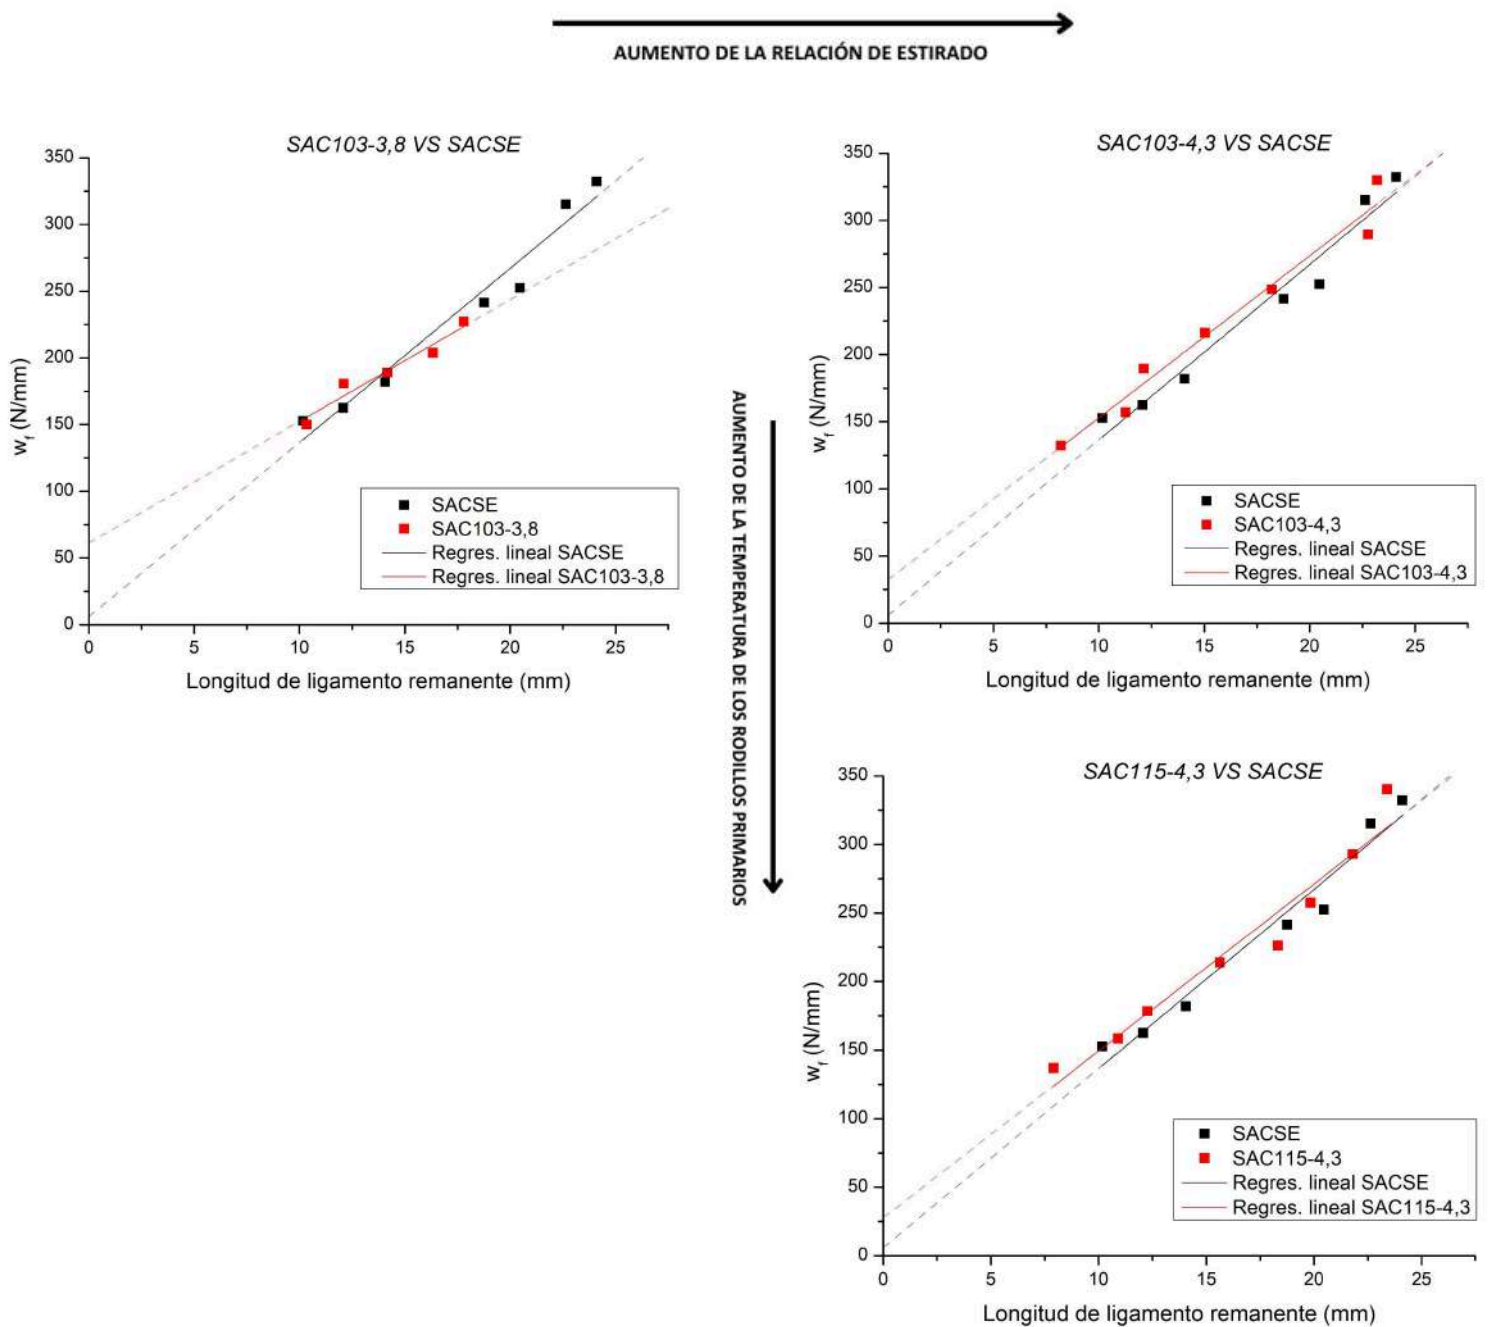 AUMENTO DE LA RELACIÓN DE ESTIRADO
SAC103-3,8 VS SACSE
350
300
250
200
150
100
50
0
w_f (N/mm)
0 5 10 15 20 25
Longitud de ligamento remanente (mm)
SACSE
SAC103-3,8
Regres. lineal SACSE
Regres. lineal SAC103-3,8
SAC103-4,3 VS SACSE
350
300
250
200
150
100
50
0
w_f (N/mm)
0 5 10 15 20 25
Longitud de ligamento remanente (mm)
SACSE
SAC103-4,3
Regres. lineal SACSE
Regres. lineal SAC103-4,3
AUMENTO DE LA TEMPERATURA DE LOS RODILLOS PRIMARIOS
SAC115-4,3 VS SACSE
350
300
250
200
150
100
50
0
w_f (N/mm)
0 5 10 15 20 25
Longitud de ligamento remanente (mm)
SACSE
SAC115-4,3
Regres. lineal SACSE
Regres. lineal SAC115-4,3